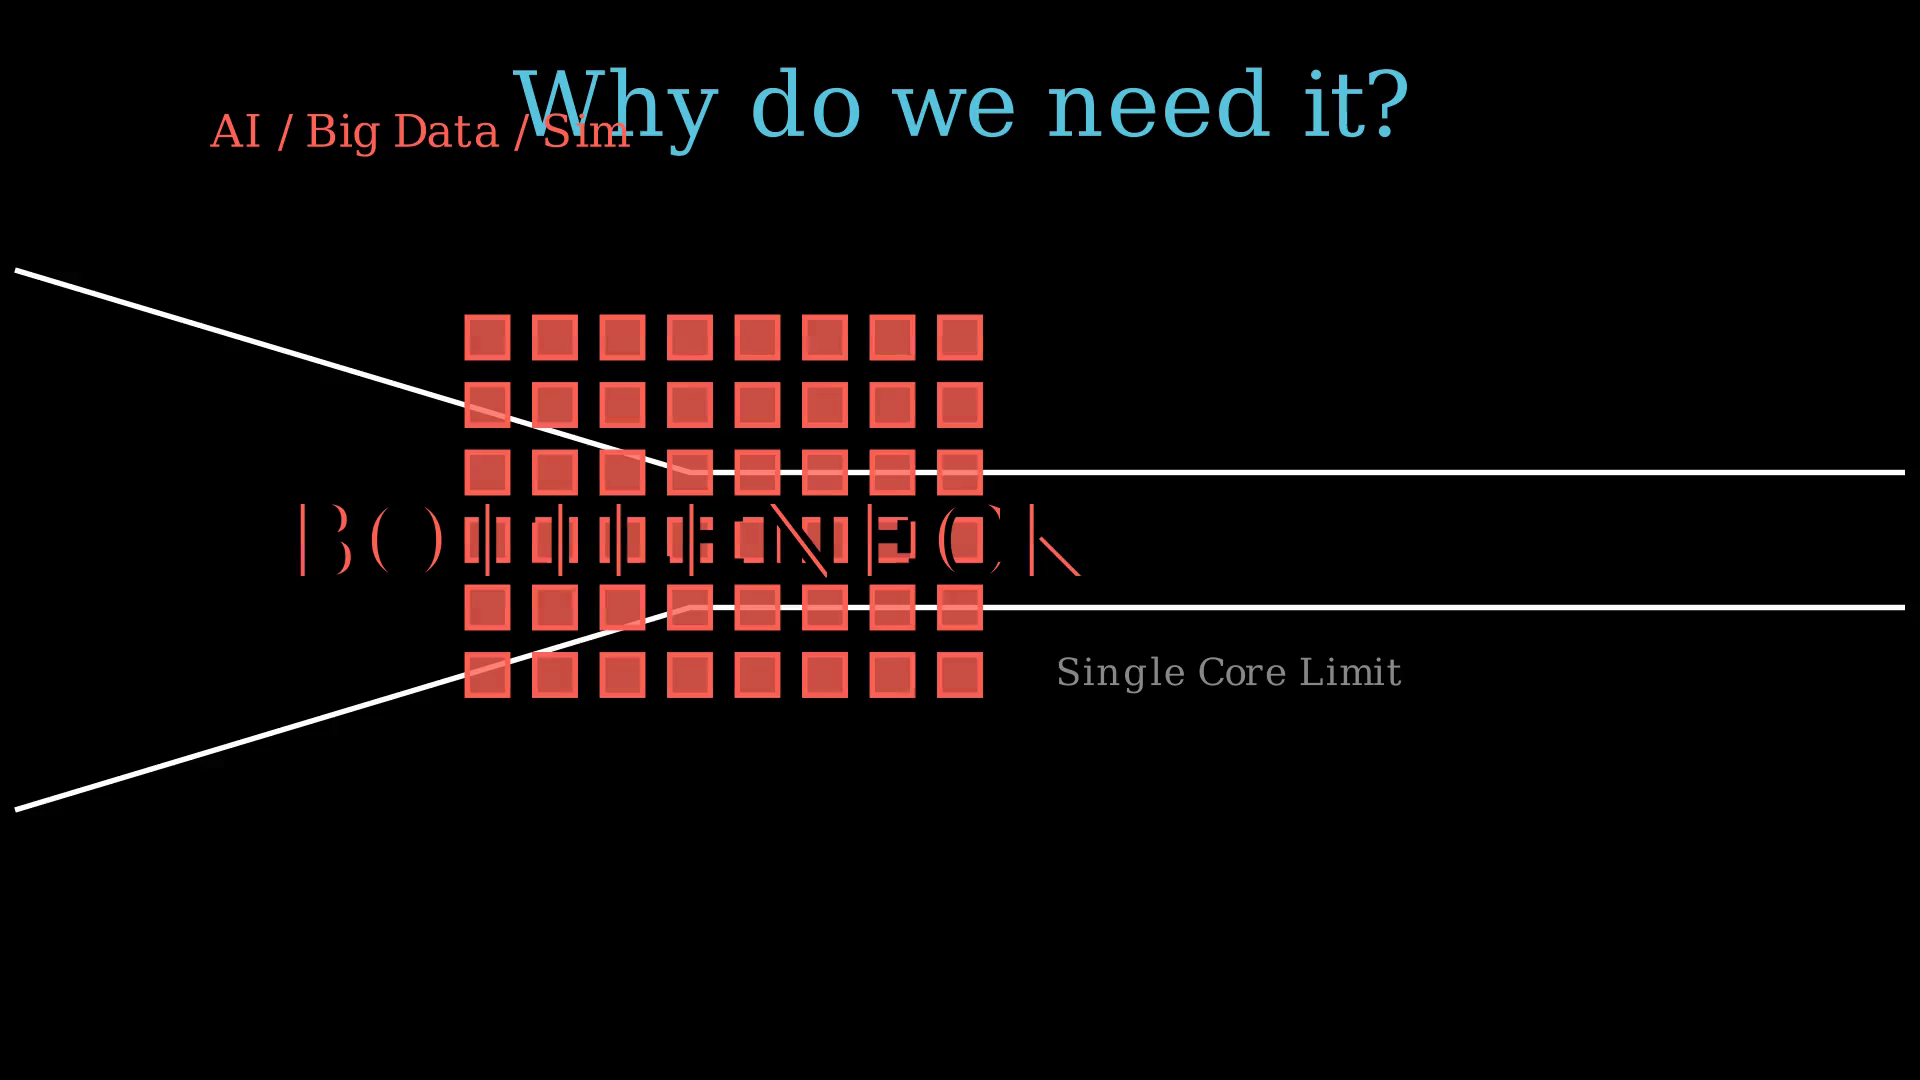 Why do we need it?
AI / Big Data / Sim
BOTTLENECK
Single Core Limit